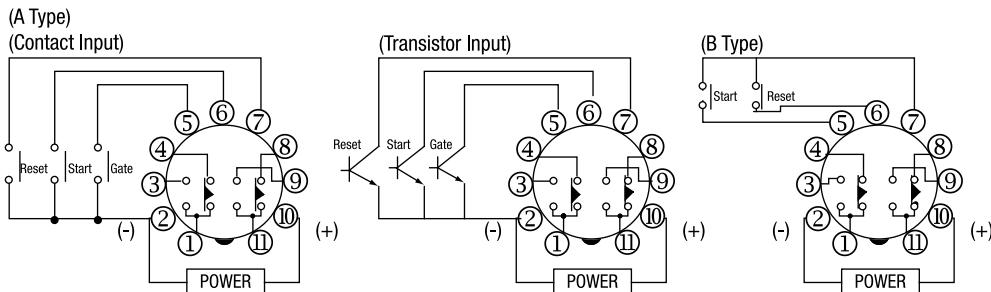 (A Type)
(Contact Input) (Transistor Input) (B Type)
Start Reset
⑤ ⑥ ⑦ ⑤ ⑥ ⑦ ⑤ ⑥ ⑦
Reset Start Gate
④ ⑧ ④ ⑧ ④ ⑧
Reset Start Gate
③ ⑨ ③ ⑨ ③ ⑨
② ⑩ ② ⑩ ② ⑩
(-) (+) (-) (+) (-) (+)
① ⑪ ① ⑪ ① ⑪
POWER POWER POWER